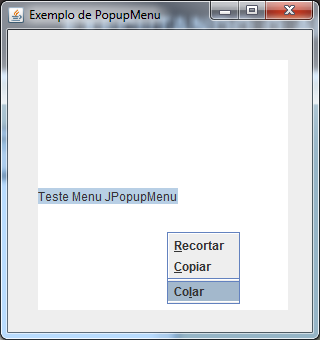 Exemplo de PopupMenu
Teste Menu JPopupMenu
Recortar
Copiar
Colar